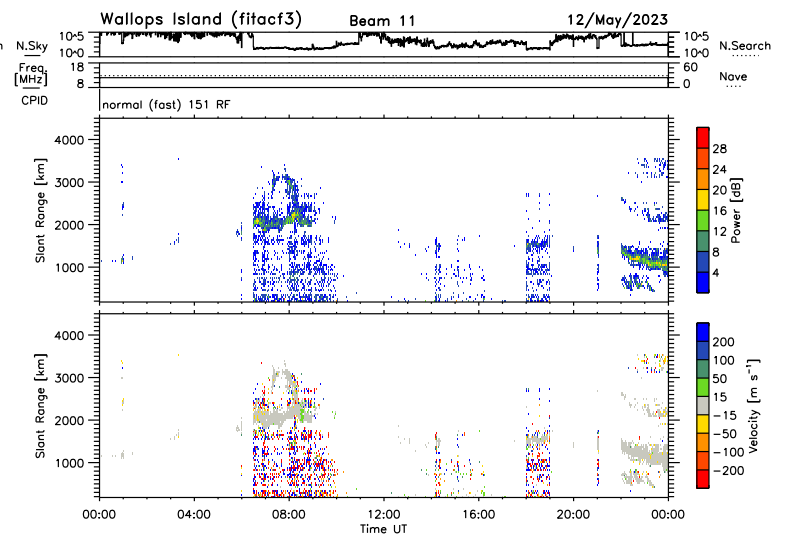 Wallops Island (fitacf3) Beam 11 12/May/2023
n N.Sky 10^5 10^0 10^5 10^0 N.Search
Freq. [MHz] 18 8 60 0 Nave
CPID normal (fast) 151 RF
Slant Range [km] 4000 3000 2000 1000
28 24 20 16 12 8 4 Power [dB]
Slant Range [km] 4000 3000 2000 1000
200 100 50 15 −15 −50 −100 −200 Velocity [m s⁻¹]
00:00 04:00 08:00 12:00 16:00 20:00 00:00
Time UT